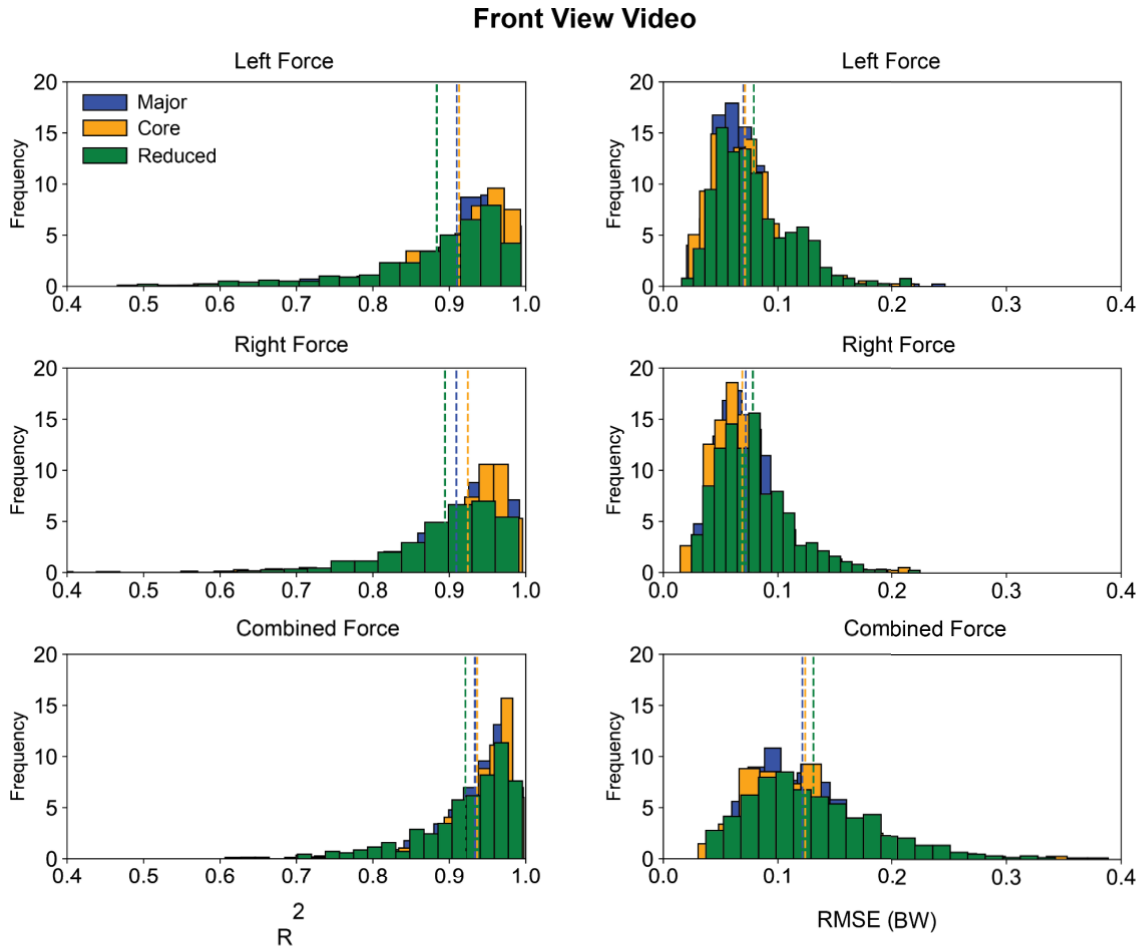 Front View Video
Left Force
Left Force
Frequency
20
15
10
5
0
Major
Core
Reduced
0.4 0.5 0.6 0.7 0.8 0.9 1.0
Frequency
20
15
10
5
0
0.0 0.1 0.2 0.3 0.4
Right Force
Right Force
Frequency
20
15
10
5
0
0.4 0.5 0.6 0.7 0.8 0.9 1.0
Frequency
20
15
10
5
0
0.0 0.1 0.2 0.3 0.4
Combined Force
Combined Force
Frequency
20
15
10
5
0
0.4 0.5 0.6 0.7 0.8 0.9 1.0
Frequency
20
15
10
5
0
0.0 0.1 0.2 0.3 0.4
2
R
RMSE (BW)